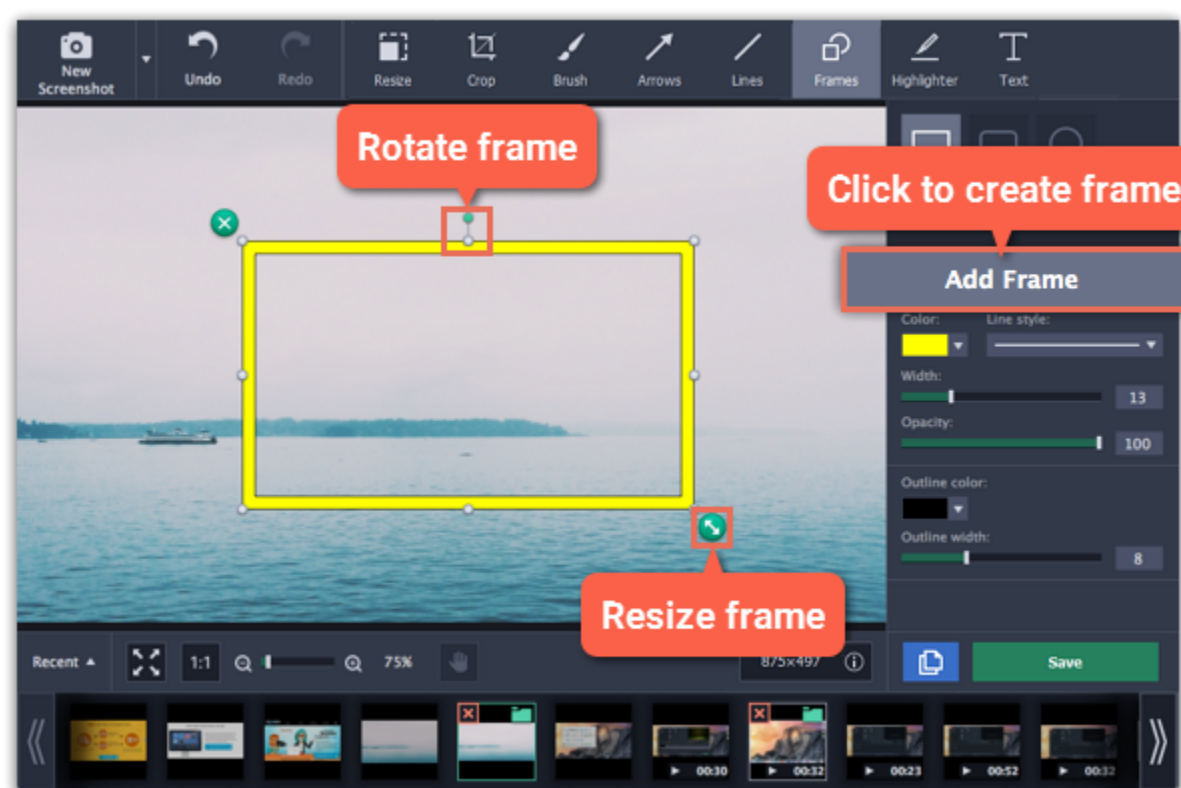 New
Screenshot
Undo
Redo
Resize
Crop
Brush
Arrows
Lines
Frames
Highlighter
Text
Rotate frame
Click to create frame
Add Frame
Color:
Line style:
Width:
13
Opacity:
100
Outline color:
Outline width:
8
Resize frame
Recent
1:1
75%
875×497
Save
00:30
00:32
00:23
00:52
00:32